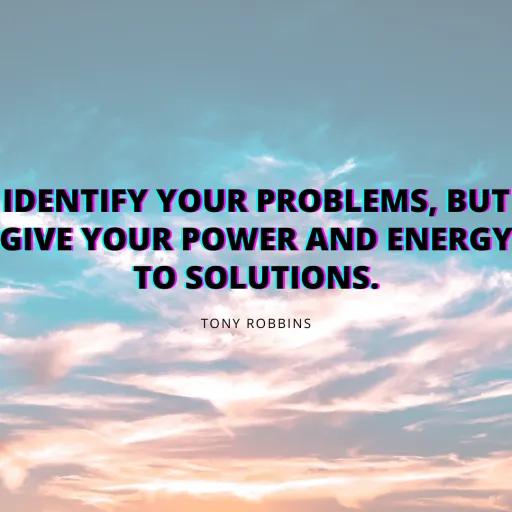 IDENTIFY YOUR PROBLEMS, BUT
GIVE YOUR POWER AND ENERGY
TO SOLUTIONS.
TONY ROBBINS